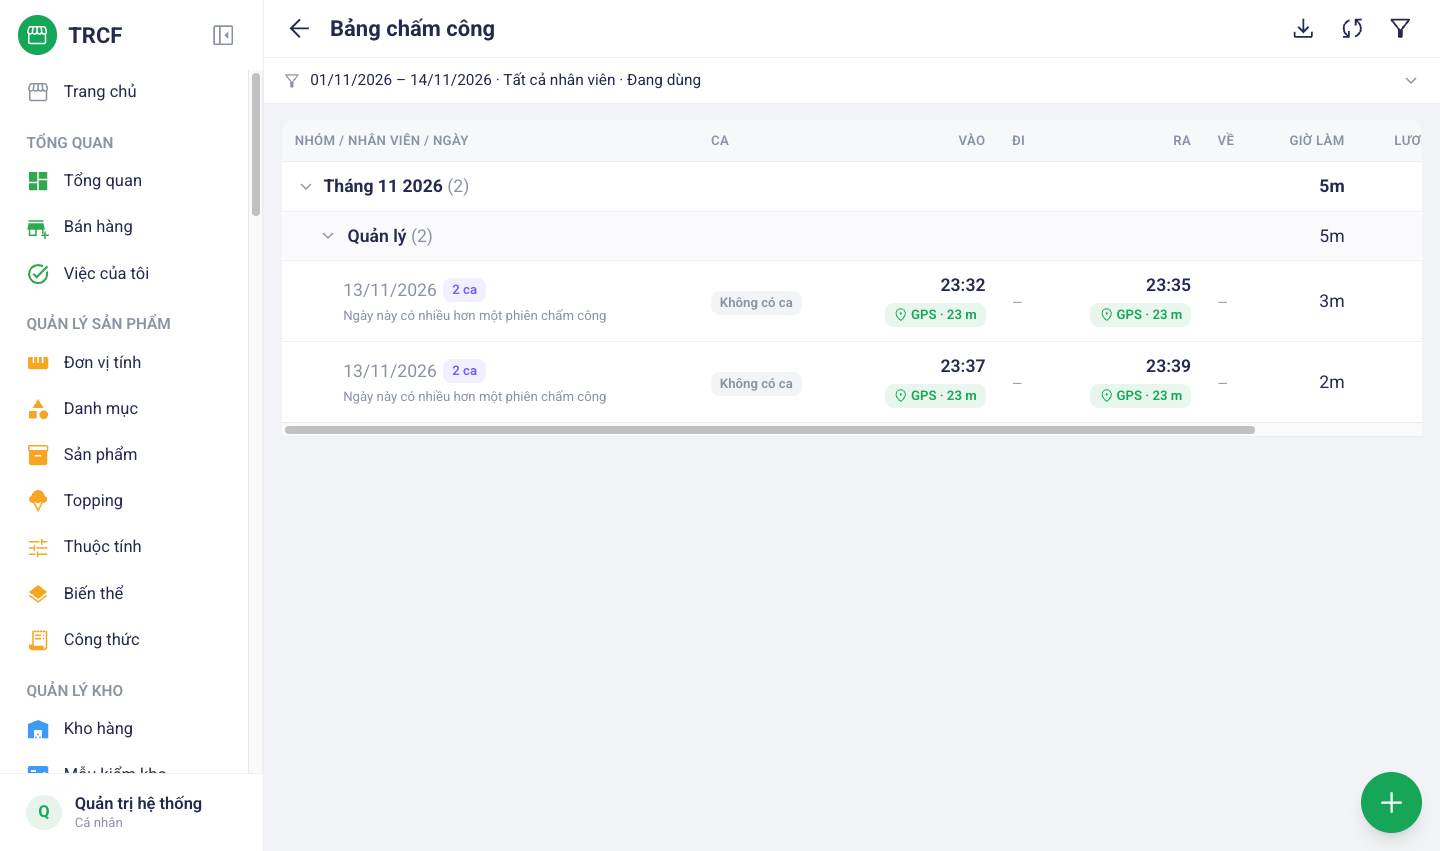 TRCF
Trang chủ
TỔNG QUAN
Tổng quan
Bán hàng
Việc của tôi
QUẢN LÝ SẢN PHẨM
Đơn vị tính
Danh mục
Sản phẩm
Topping
Thuộc tính
Biến thể
Công thức
QUẢN LÝ KHO
Kho hàng
Mẫu kiểm kho
Q
Quản trị hệ thống
Cá nhân
Bảng chấm công
01/11/2026 – 14/11/2026 · Tất cả nhân viên · Đang dùng
NHÓM / NHÂN VIÊN / NGÀY CA VÀO ĐI RA VỀ GIỜ LÀM LƯƠ
Tháng 11 2026 (2) 5m
Quản lý (2) 5m
13/11/2026 2 ca
Ngày này có nhiều hơn một phiên chấm công
Không có ca
23:32
GPS · 23 m
–
23:35
GPS · 23 m
–
3m
13/11/2026 2 ca
Ngày này có nhiều hơn một phiên chấm công
Không có ca
23:37
GPS · 23 m
–
23:39
GPS · 23 m
–
2m